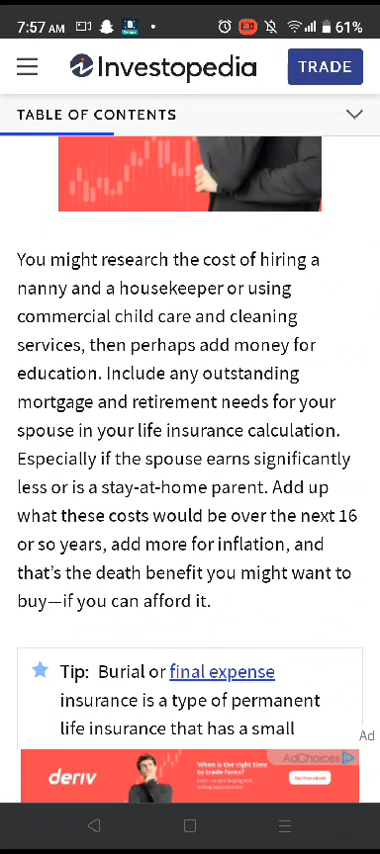 7:57 AM
61%
Investopedia
TRADE
TABLE OF CONTENTS
You might research the cost of hiring a
nanny and a housekeeper or using
commercial child care and cleaning
services, then perhaps add money for
education. Include any outstanding
mortgage and retirement needs for your
spouse in your life insurance calculation.
Especially if the spouse earns significantly
less or is a stay-at-home parent. Add up
what these costs would be over the next 16
or so years, add more for inflation, and
that's the death benefit you might want to
buy—if you can afford it.
Tip: Burial or final expense
insurance is a type of permanent
life insurance that has a small
Ad
AdChoices
deriv
When is the right time
to trade forex?